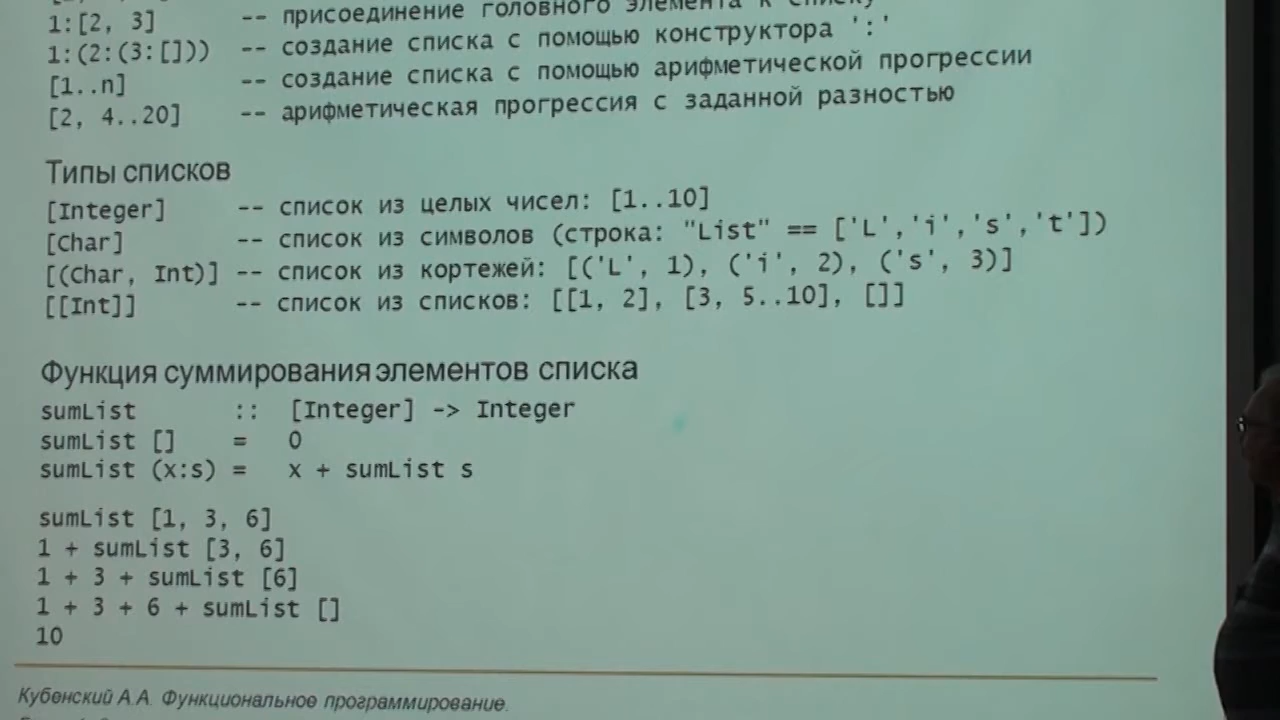 1:[2, 3] -- присоединение головного элемента к списку
1:(2:(3:[])) -- создание списка с помощью конструктора ':'
[1..n] -- создание списка с помощью арифметической прогрессии
[2, 4..20] -- арифметическая прогрессия с заданной разностью
Типы списков
[Integer] -- список из целых чисел: [1..10]
[Char] -- список из символов (строка: "List" == ['L','i','s','t'])
[(Char, Int)] -- список из кортежей: [('L', 1), ('i', 2), ('s', 3)]
[[Int]] -- список из списков: [[1, 2], [3, 5..10], []]
Функция суммирования элементов списка
sumList :: [Integer] -> Integer
sumList [] = 0
sumList (x:s) = x + sumList s
sumList [1, 3, 6]
1 + sumList [3, 6]
1 + 3 + sumList [6]
1 + 3 + 6 + sumList []
10
Кубенский А.А. Функциональное программирование.